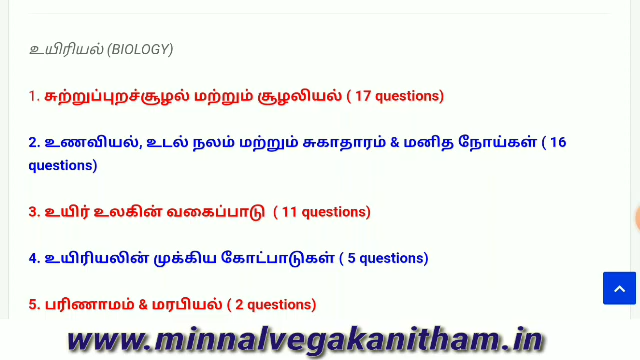 உயிரியல் (BIOLOGY)
1. சுற்றுப்புறச்சூழல் மற்றும் சூழலியல் ( 17 questions)
2. உணவியல், உடல் நலம் மற்றும் சுகாதாரம் & மனித நோய்கள் ( 16
questions)
3. உயிர் உலகின் வகைப்பாடு ( 11 questions)
4. உயிரியலின் முக்கிய கோட்பாடுகள் ( 5 questions)
5. பரிணாமம் & மரபியல் ( 2 questions)
www.minnalvegakanitham.in